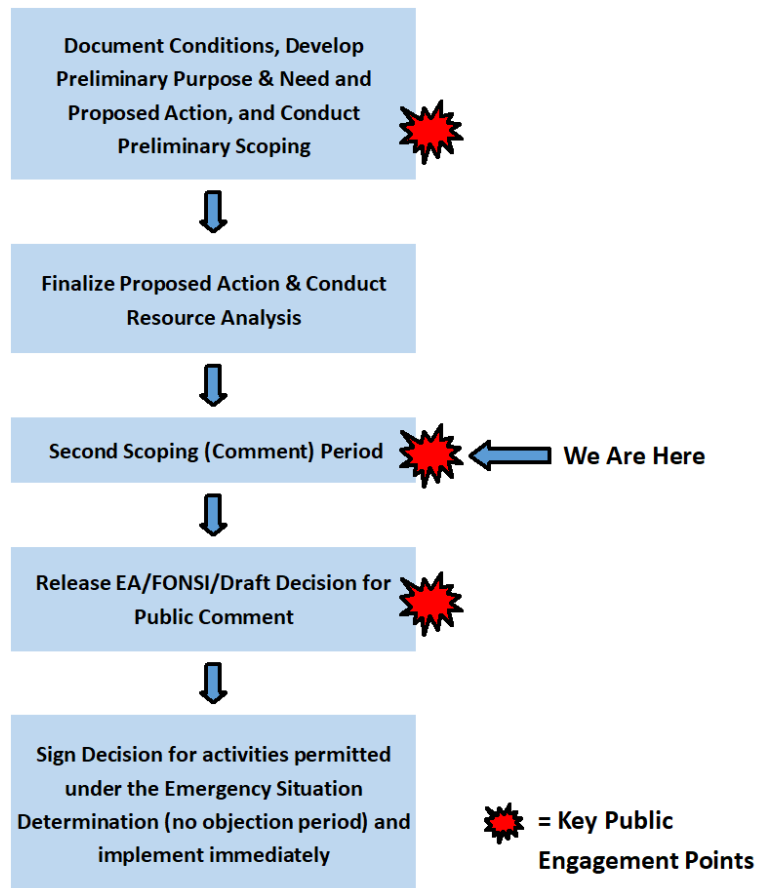 Document Conditions, Develop
Preliminary Purpose & Need and
Proposed Action, and Conduct
Preliminary Scoping
Finalize Proposed Action & Conduct
Resource Analysis
Second Scoping (Comment) Period
We Are Here
Release EA/FONSI/Draft Decision for
Public Comment
Sign Decision for activities permitted
under the Emergency Situation
Determination (no objection period) and
implement immediately
= Key Public
Engagement Points